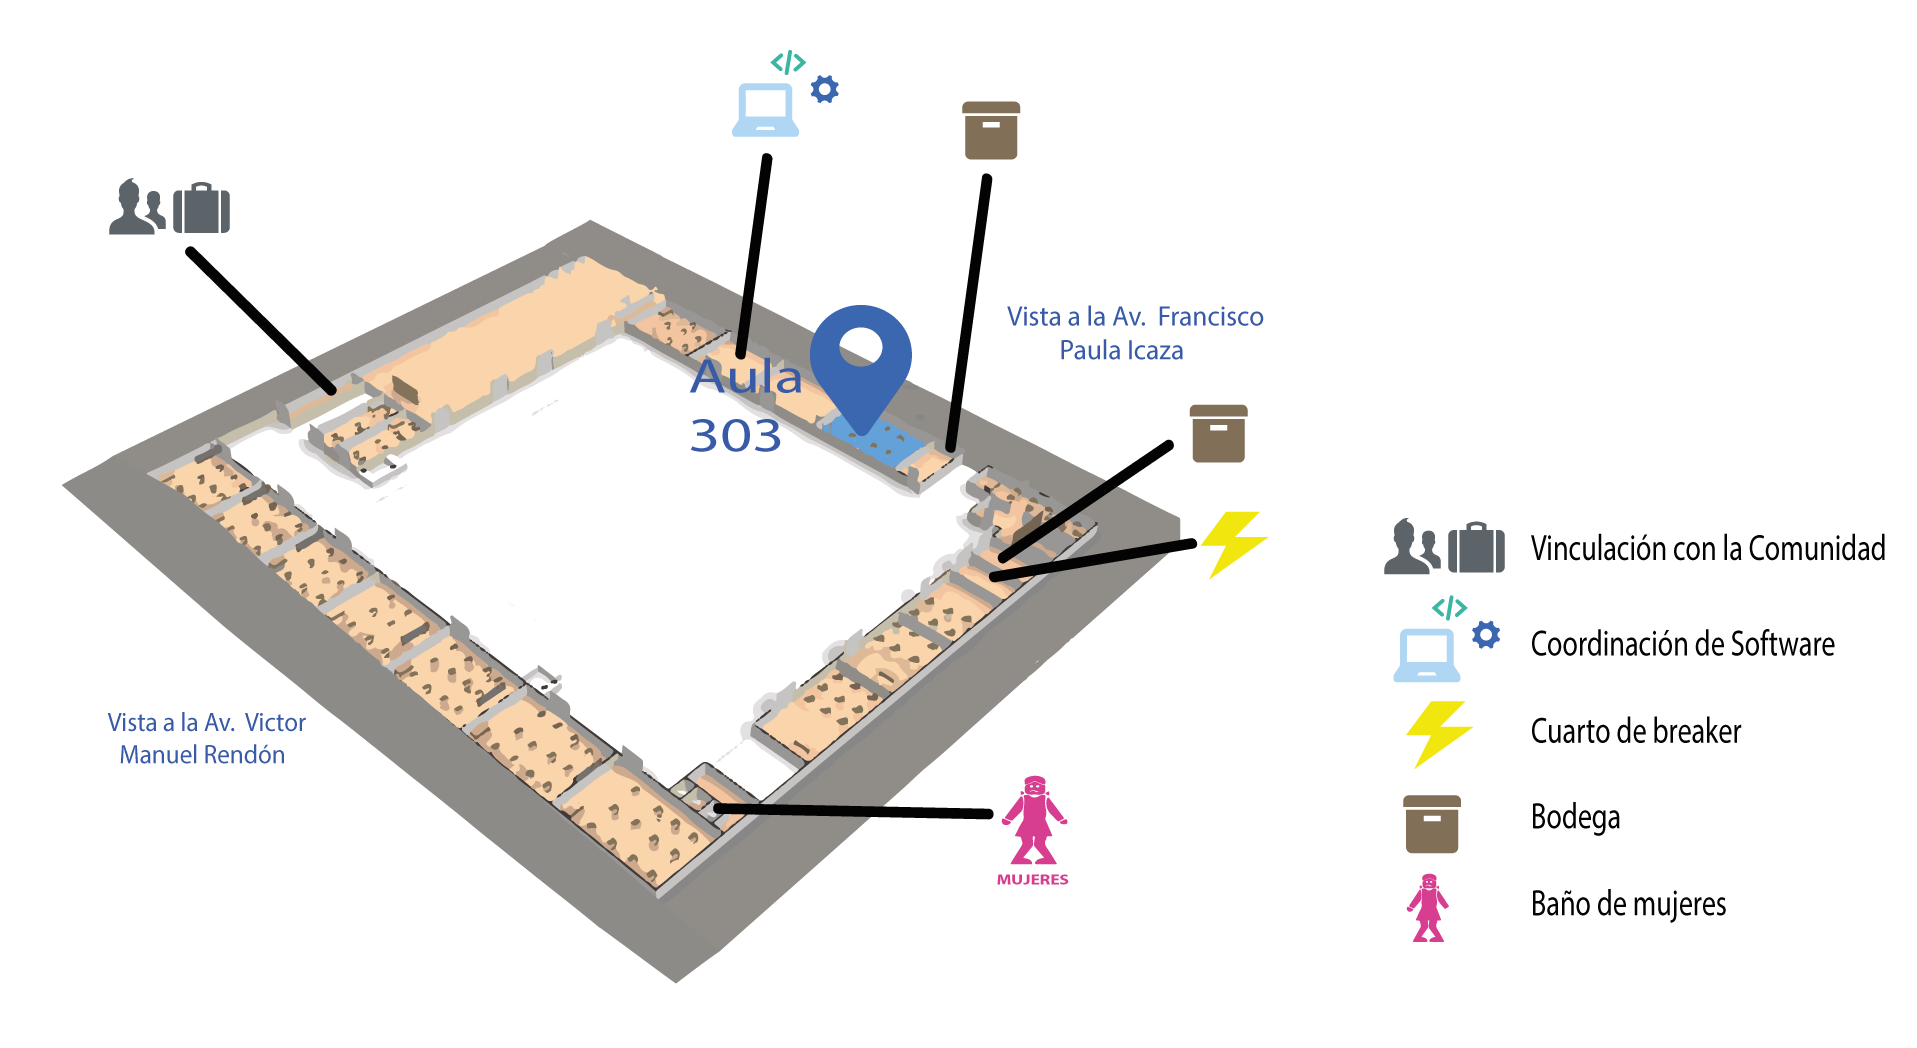 </>
Vista a la Av. Francisco
Paula Icaza
Aula
303
Vista a la Av. Victor
Manuel Rendón
MUJERES
Vinculación con la Comunidad
</>
Coordinación de Software
Cuarto de breaker
Bodega
Baño de mujeres